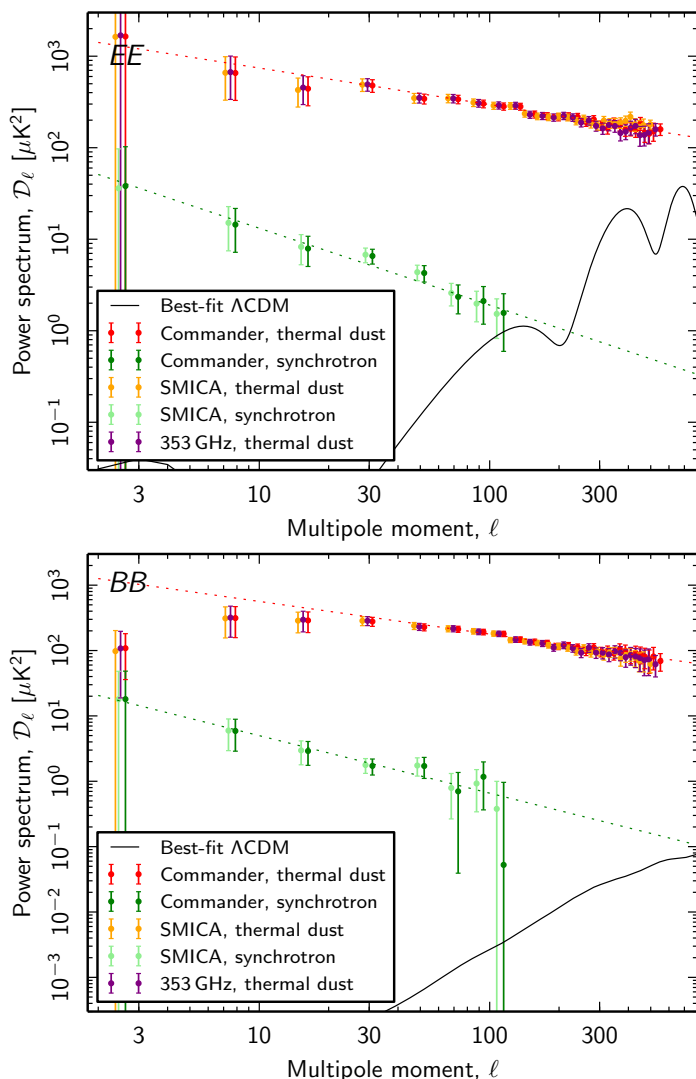 EE
Power spectrum, 𝒟ℓ [μK²]
10³
10²
10¹
10⁰
10⁻¹
Best-fit ΛCDM
Commander, thermal dust
Commander, synchrotron
SMICA, thermal dust
SMICA, synchrotron
353 GHz, thermal dust
3 10 30 100 300
Multipole moment, ℓ
BB
Power spectrum, 𝒟ℓ [μK²]
10³
10²
10¹
10⁰
10⁻¹
10⁻²
10⁻³
Best-fit ΛCDM
Commander, thermal dust
Commander, synchrotron
SMICA, thermal dust
SMICA, synchrotron
353 GHz, thermal dust
3 10 30 100 300
Multipole moment, ℓ